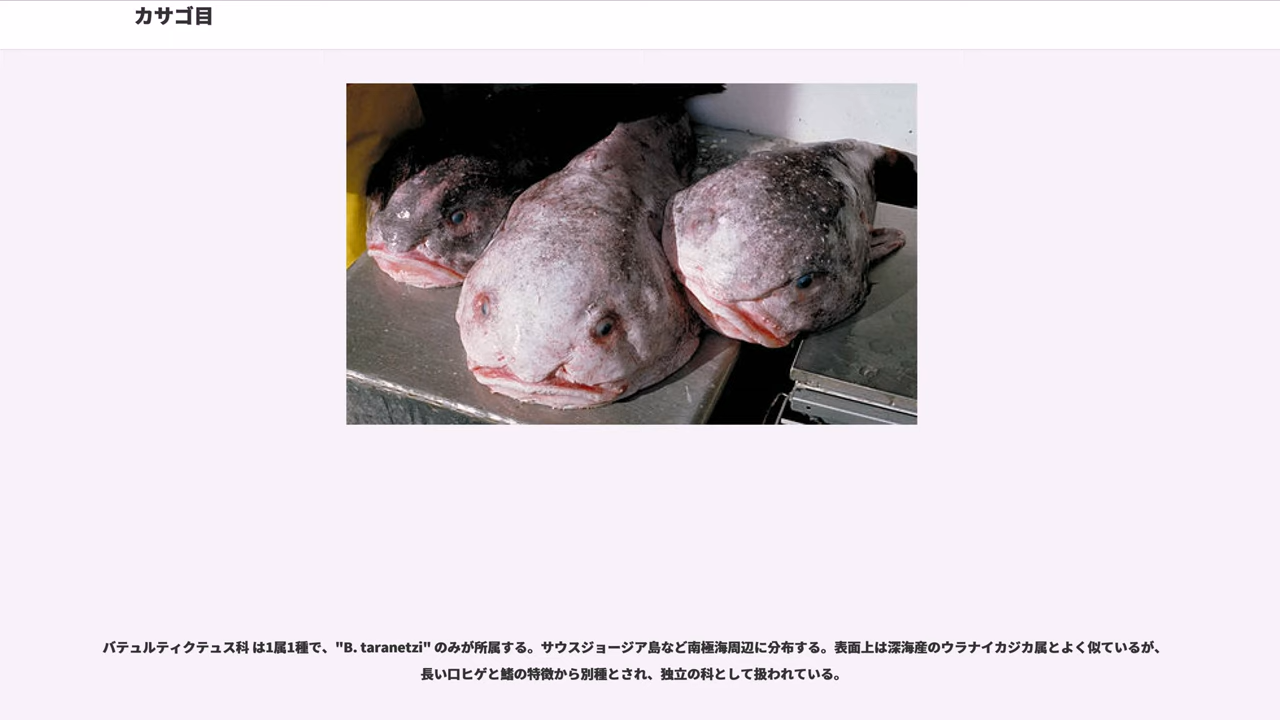 カサゴ目
バテュルティクテュス科 は1属1種で、"B. taranetzi" のみが所属する。サウスジョージア島など南極海周辺に分布する。表面上は深海産のウラナイカジカ属とよく似ているが、
長い口ヒゲと鰭の特徴から別種とされ、独立の科として扱われている。